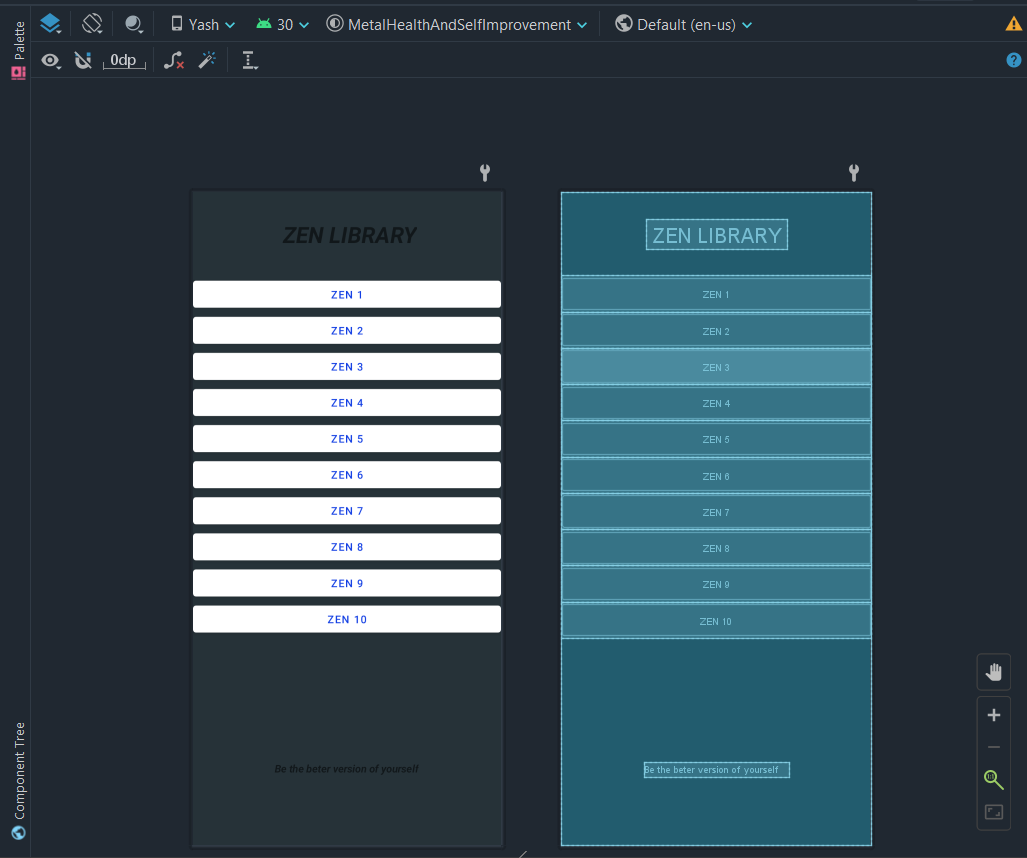 Palette
Yash
30
MetalHealthAndSelfImprovement
Default (en-us)
0dp
ZEN LIBRARY
ZEN 1
ZEN 2
ZEN 3
ZEN 4
ZEN 5
ZEN 6
ZEN 7
ZEN 8
ZEN 9
ZEN 10
Be the beter version of yourself
ZEN LIBRARY
ZEN 1
ZEN 2
ZEN 3
ZEN 4
ZEN 5
ZEN 6
ZEN 7
ZEN 8
ZEN 9
ZEN 10
Be the beter version of yourself
Component Tree